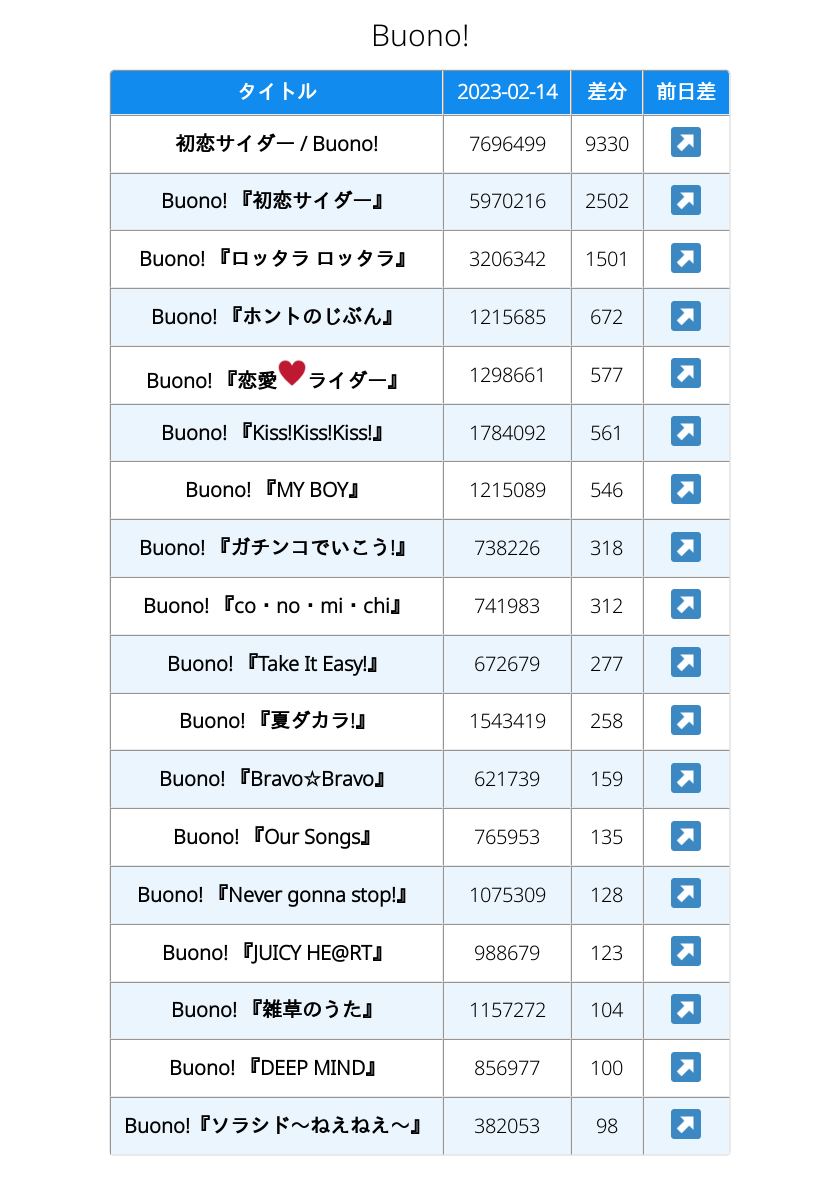 Buono!
タイトル 2023-02-14 差分 前日差
初恋サイダー / Buono! 7696499 9330 ↗
Buono! 『初恋サイダー』 5970216 2502 ↗
Buono! 『ロッタラ ロッタラ』 3206342 1501 ↗
Buono! 『ホントのじぶん』 1215685 672 ↗
Buono! 『恋愛♥ライダー』 1298661 577 ↗
Buono! 『Kiss!Kiss!Kiss!』 1784092 561 ↗
Buono! 『MY BOY』 1215089 546 ↗
Buono! 『ガチンコでいこう!』 738226 318 ↗
Buono! 『co・no・mi・chi』 741983 312 ↗
Buono! 『Take It Easy!』 672679 277 ↗
Buono! 『夏ダカラ!』 1543419 258 ↗
Buono! 『Bravo☆Bravo』 621739 159 ↗
Buono! 『Our Songs』 765953 135 ↗
Buono! 『Never gonna stop!』 1075309 128 ↗
Buono! 『JUICY HE@RT』 988679 123 ↗
Buono! 『雑草のうた』 1157272 104 ↗
Buono! 『DEEP MIND』 856977 100 ↗
Buono!『ソラシド～ねえねえ～』 382053 98 ↗